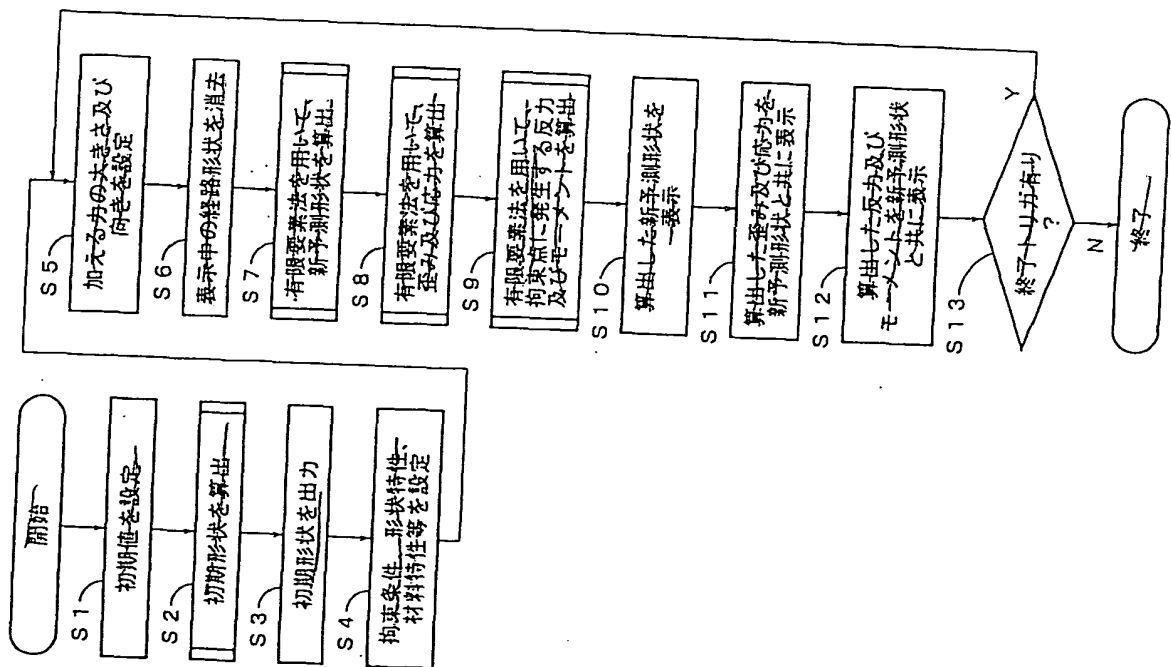 開始
S1
初期値を設定
S2
初期形状を算出
S3
初期形状を出力
S4
拘束条件、形状特性、
材料特性等を設定
S5
加える力の大きさ及び
向きを設定
S6
表示中の経路形状を消去
S7
有限要素法を用いて、
新予測形状を算出
S8
有限要素法を用いて、
歪み及び応力を算出
S9
有限要素法を用いて、
拘束点に発生する反力
及びモーメントを算出
S10
算出した新予測形状を
表示
S11
算出した歪み及び応力を
新予測形状と共に表示
S12
算出した反力及び
モーメントを新予測形状
と共に表示
S13
終了トリガ有り
?
Y
N
終了